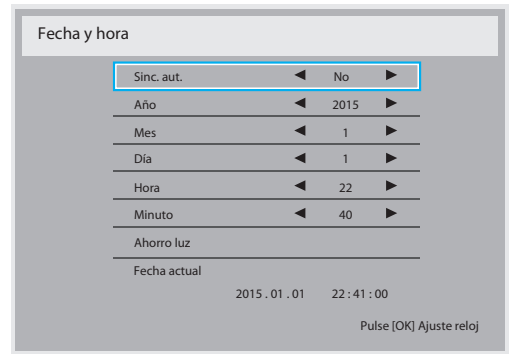 Fecha y hora
Sinc. aut. ◀ No ▶
Año ◀ 2015 ▶
Mes ◀ 1 ▶
Día ◀ 1 ▶
Hora ◀ 22 ▶
Minuto ◀ 40 ▶
Ahorro luz
Fecha actual
2015 . 01 . 01 22 : 41 : 00
Pulse [OK] Ajuste reloj